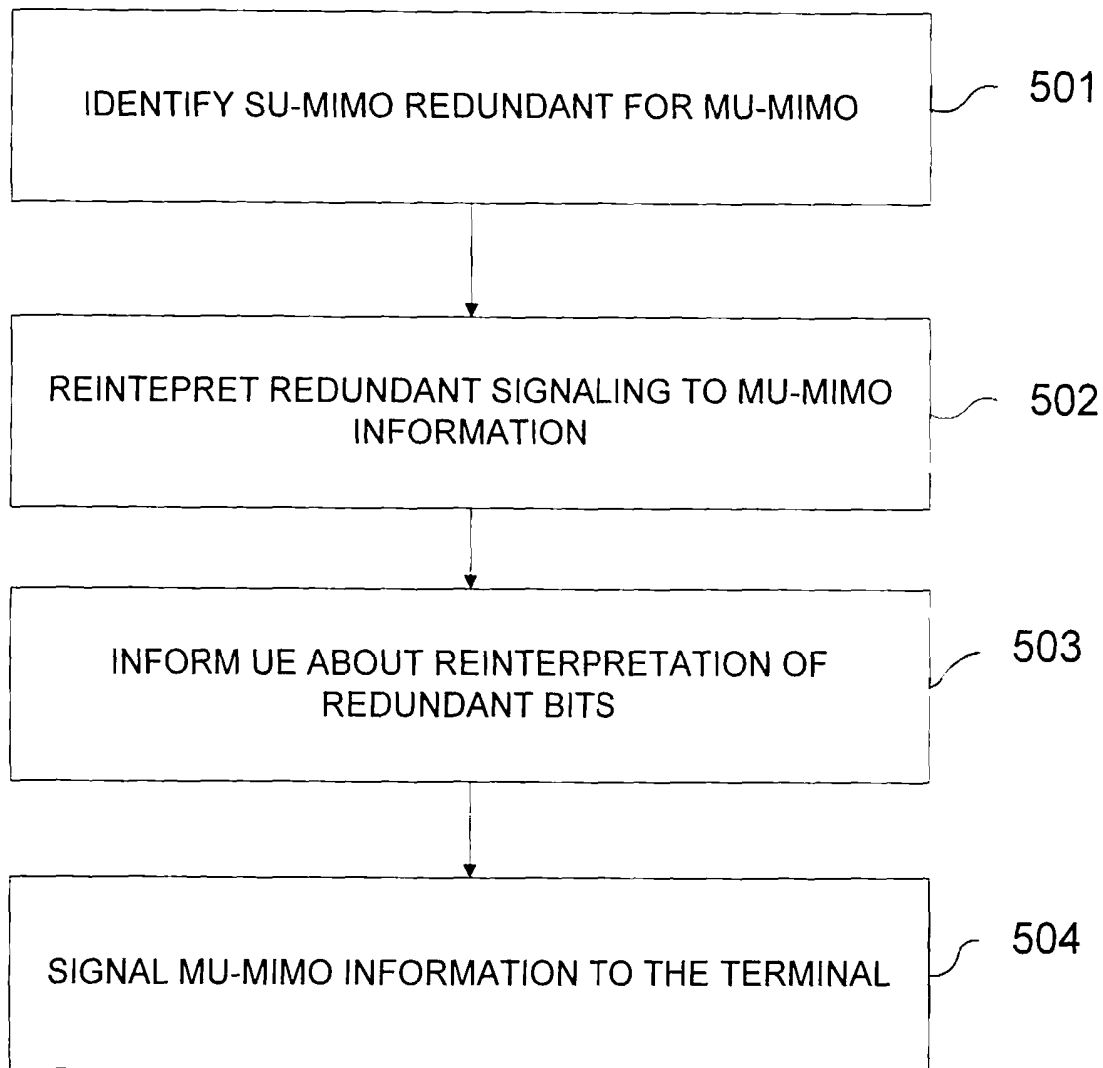 IDENTIFY SU-MIMO REDUNDANT FOR MU-MIMO
501
REINTEPRET REDUNDANT SIGNALING TO MU-MIMO
INFORMATION
502
INFORM UE ABOUT REINTERPRETATION OF
REDUNDANT BITS
503
SIGNAL MU-MIMO INFORMATION TO THE TERMINAL
504